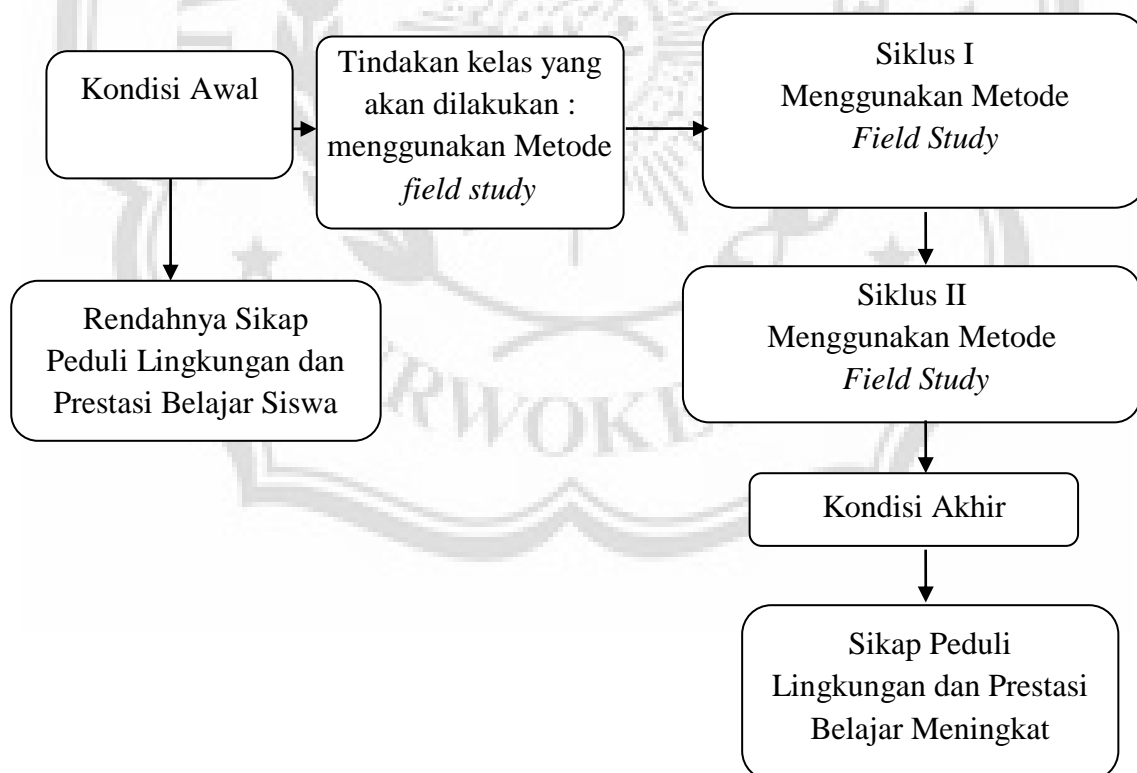 Kondisi Awal
Tindakan kelas yang
akan dilakukan :
menggunakan Metode
field study
Siklus I
Menggunakan Metode
Field Study
Rendahnya Sikap
Peduli Lingkungan dan
Prestasi Belajar Siswa
Siklus II
Menggunakan Metode
Field Study
Kondisi Akhir
Sikap Peduli
Lingkungan dan Prestasi
Belajar Meningkat